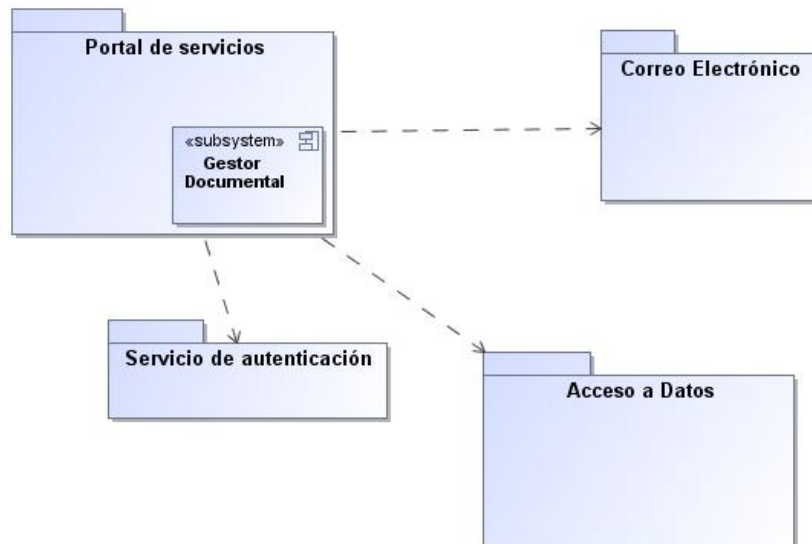 Portal de servicios
«subsystem»
Gestor
Documental
Correo Electrónico
Servicio de autenticación
Acceso a Datos